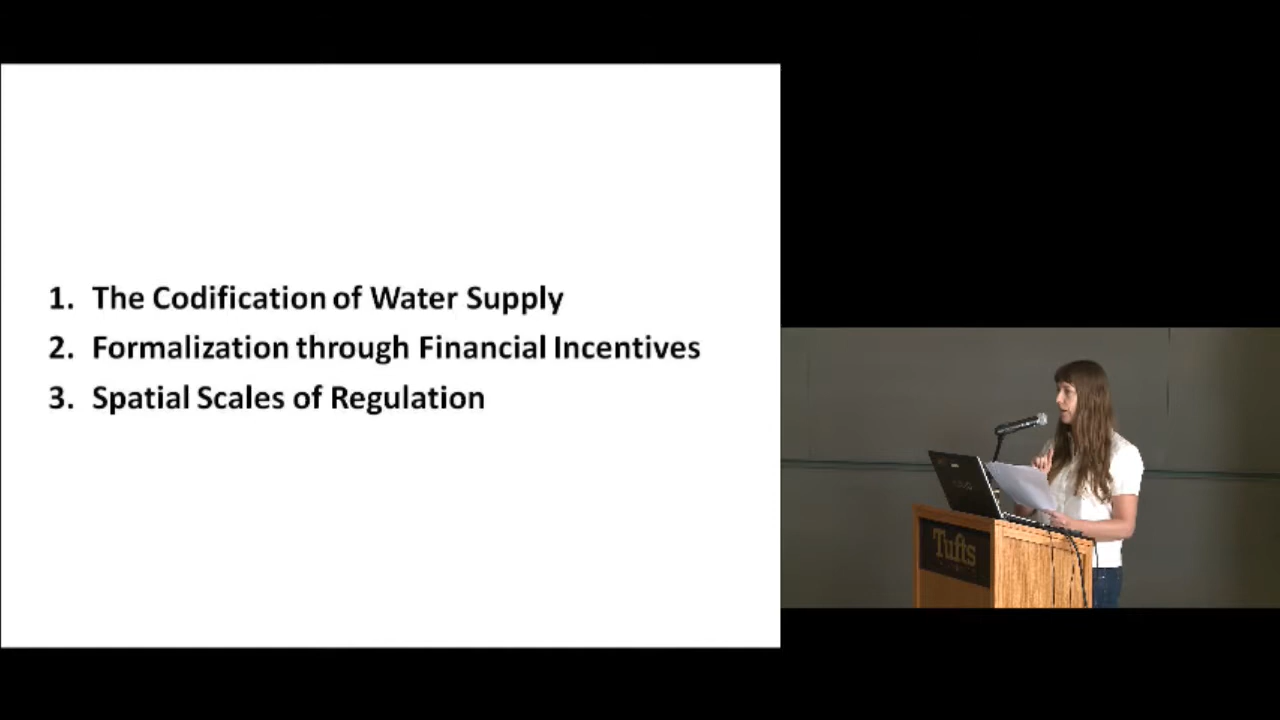 1. The Codification of Water Supply
2. Formalization through Financial Incentives
3. Spatial Scales of Regulation
Tufts